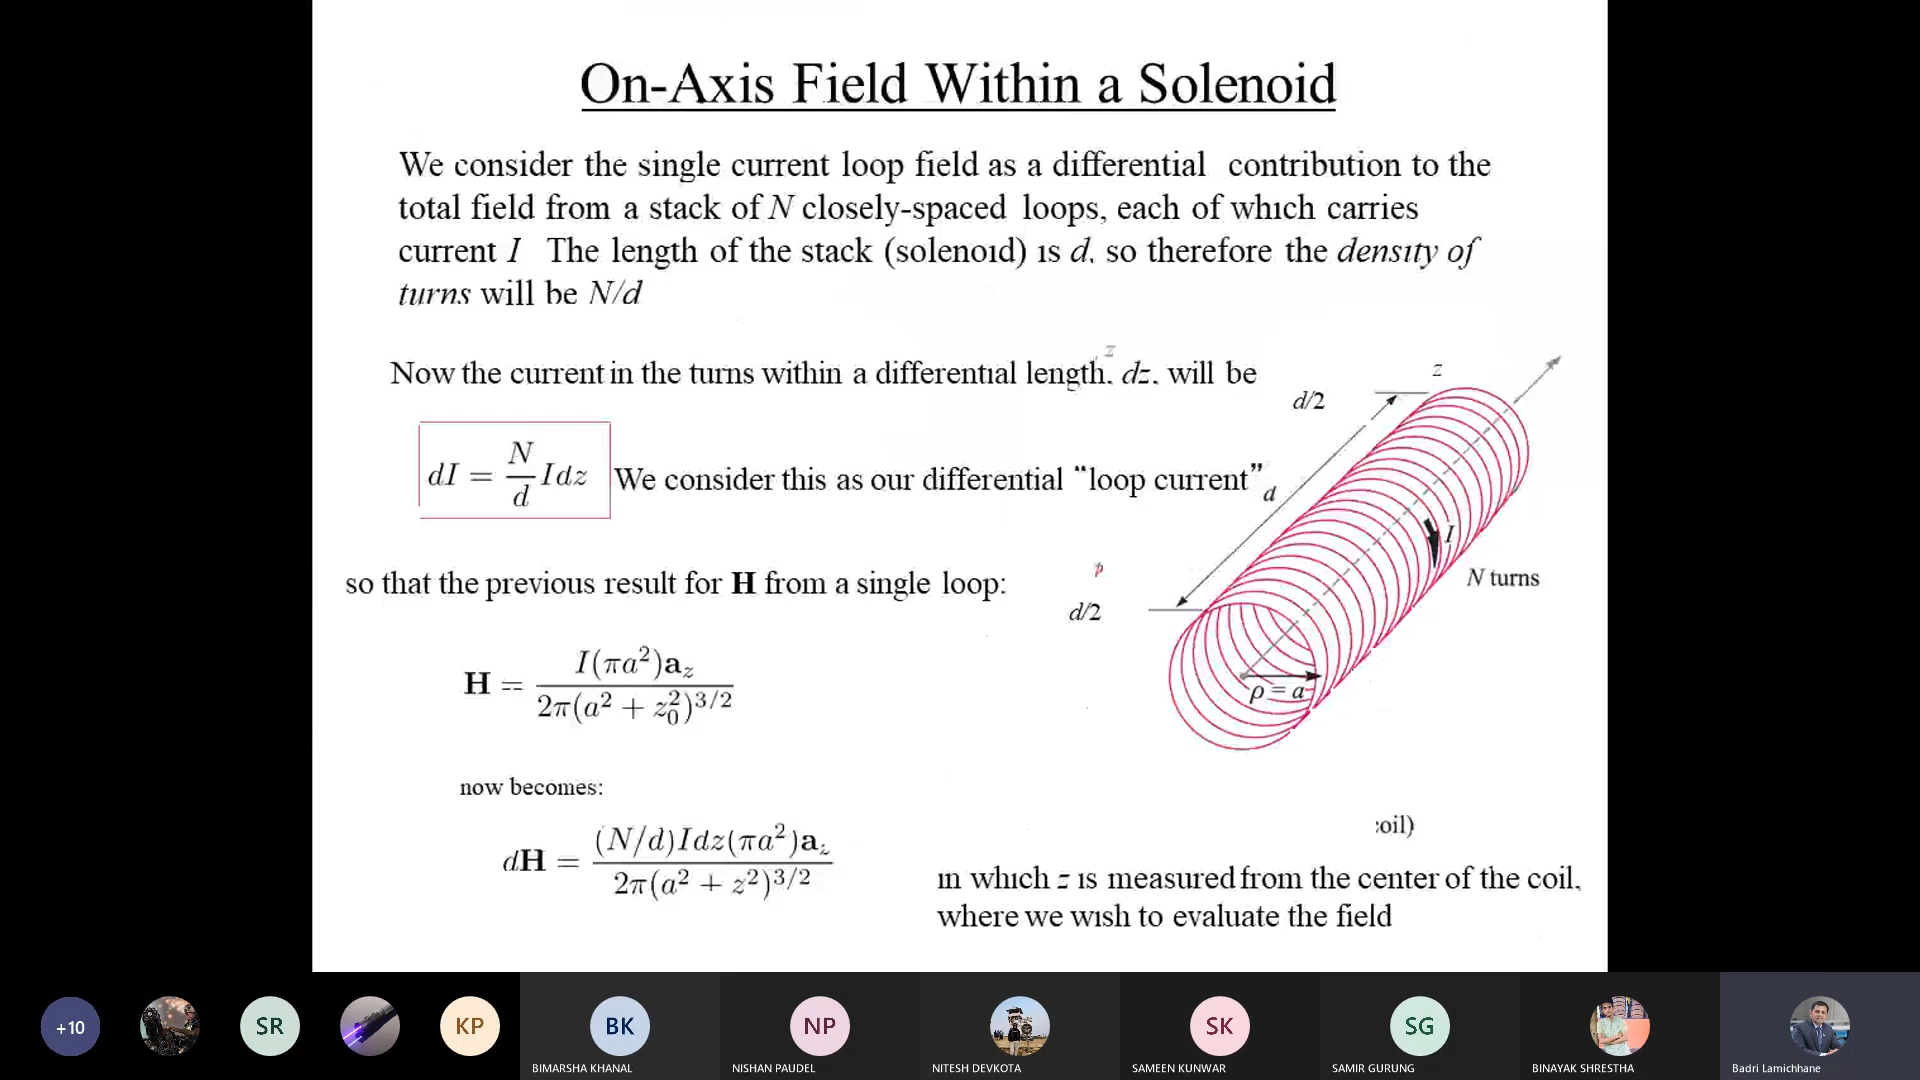 On-Axis Field Within a Solenoid
We consider the single current loop field as a differential contribution to the
total field from a stack of N closely-spaced loops, each of which carries
current I The length of the stack (solenoid) is d, so therefore the density of
turns will be N/d
z
Now the current in the turns within a differential length, dz, will be
z
d/2
dI = N/d Idz We consider this as our differential “loop current”
d
I
N turns
so that the previous result for H from a single loop:
ρ
d/2
H = I(πa²)a_z / 2π(a² + z₀²)^3/2
ρ = a
now becomes:
dH = (N/d)Idz(πa²)a_z / 2π(a² + z²)^3/2
:oil)
in which z is measured from the center of the coil,
where we wish to evaluate the field
+10
SR
KP
BK
NP
SK
SG
BIMARSHA KHANAL
NISHAN PAUDEL
NITESH DEVKOTA
SAMEEN KUNWAR
SAMIR GURUNG
BINAYAK SHRESTHA
Badri Lamichhane